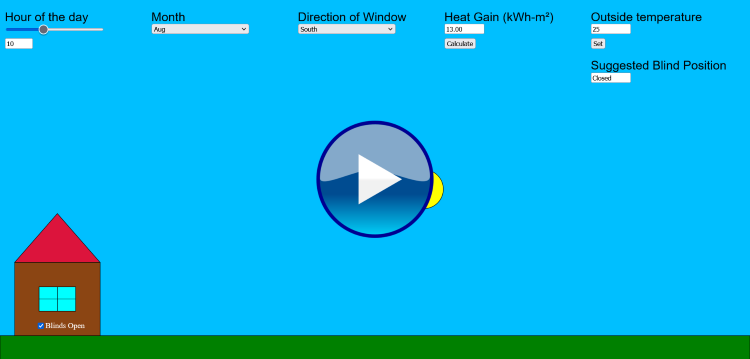 Hour of the day
10
Month
Aug
Direction of Window
South
Heat Gain (kWh-m²)
13.00
Calculate
Outside temperature
25
Set
Suggested Blind Position
Closed
Blinds Open